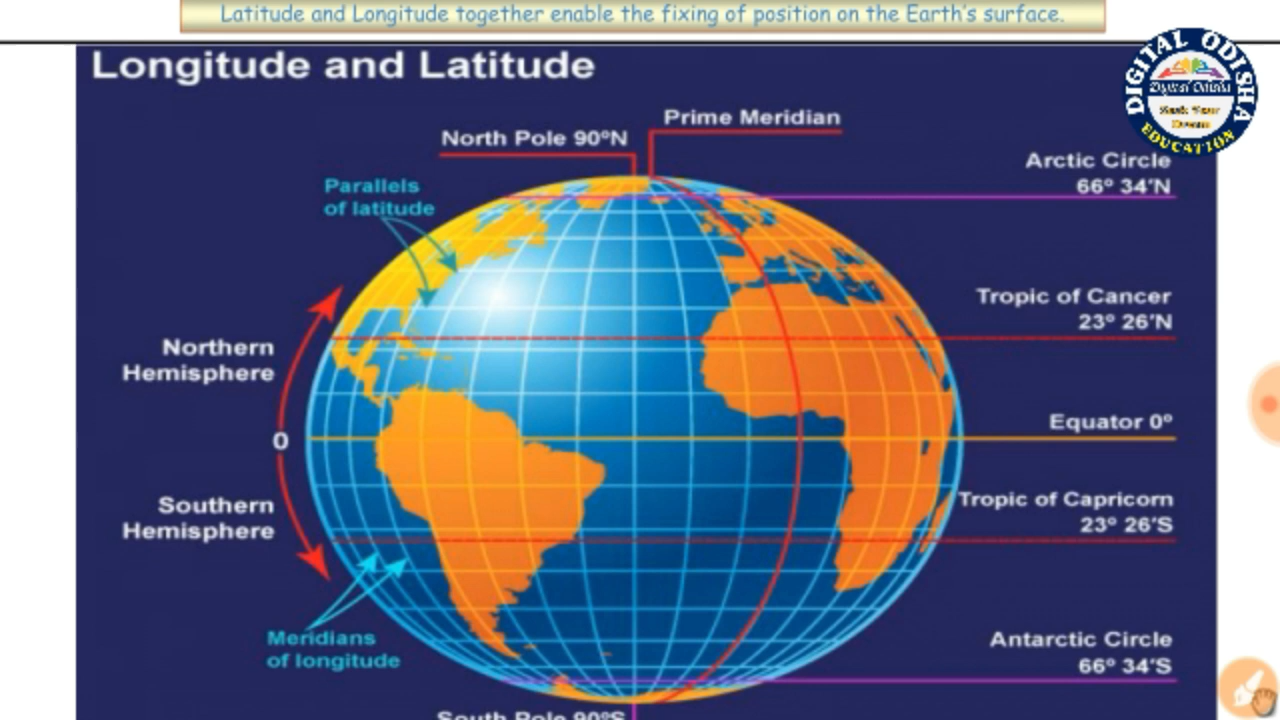 Latitude and Longitude together enable the fixing of position on the Earth's surface.
Longitude and Latitude
DIGITAL ODISHA
Digital Odisha
EDUCATION
Prime Meridian
North Pole 90ºN
Arctic Circle
66º 34'N
Parallels
of latitude
Tropic of Cancer
23º 26'N
Northern
Hemisphere
Equator 0º
0
Tropic of Capricorn
23º 26'S
Southern
Hemisphere
Meridians
of longitude
Antarctic Circle
66º 34'S
South Pole 90ºS